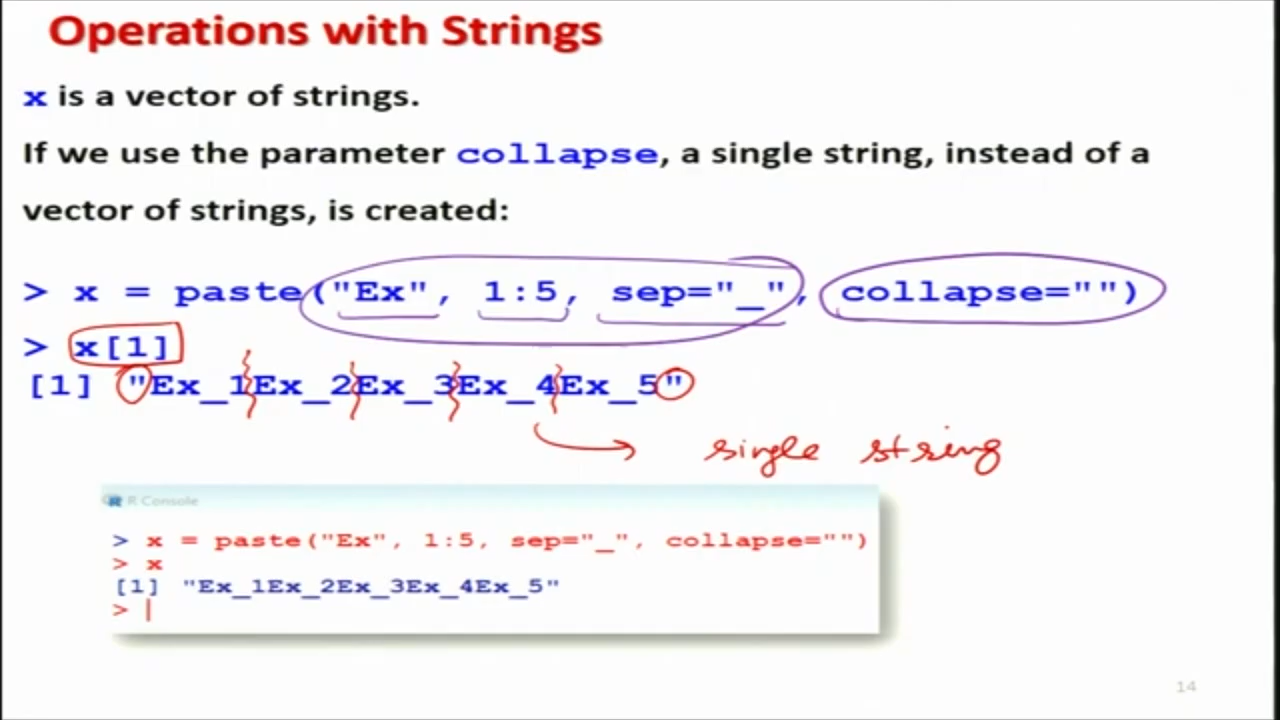 Operations with Strings
x is a vector of strings.
If we use the parameter collapse, a single string, instead of a
vector of strings, is created:
> x = paste("Ex", 1:5, sep="_", collapse="")
> x[1]
[1] "Ex_1Ex_2Ex_3Ex_4Ex_5"
single string
R Console
> x = paste("Ex", 1:5, sep="_", collapse="")
> x
[1] "Ex_1Ex_2Ex_3Ex_4Ex_5"
> |
14